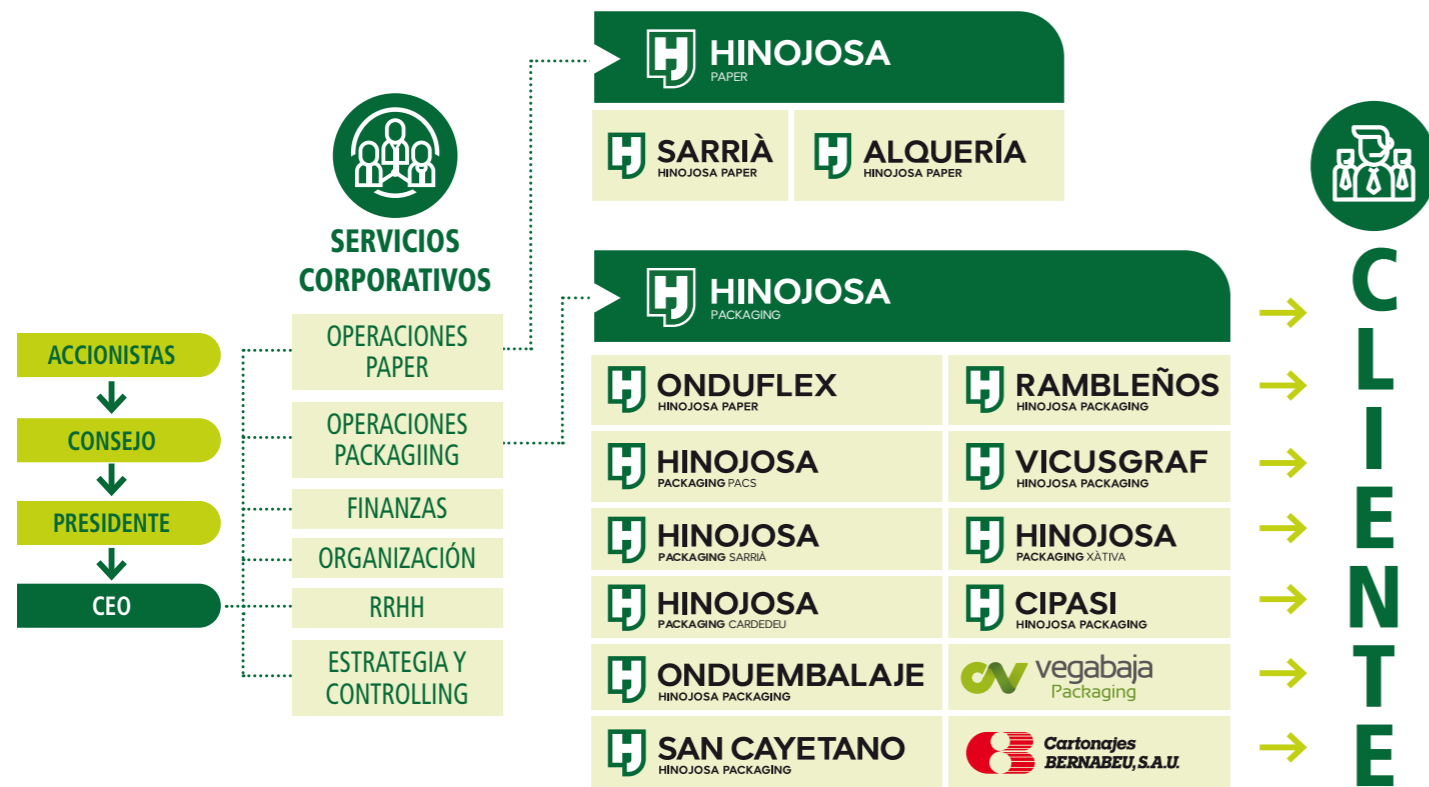 ACCIONISTAS
CONSEJO
PRESIDENTE
CEO
SERVICIOS
CORPORATIVOS
OPERACIONES
PAPER
OPERACIONES
PACKAGIING
FINANZAS
ORGANIZACIÓN
RRHH
ESTRATEGIA Y
CONTROLLING
HINOJOSA
PAPER
SARRIÀ
HINOJOSA PAPER
ALQUERÍA
HINOJOSA PAPER
HINOJOSA
PACKAGING
ONDUFLEX
HINOJOSA PAPER
RAMBLEÑOS
HINOJOSA PACKAGING
HINOJOSA
PACKAGING PACS
VICUSGRAF
HINOJOSA PACKAGING
HINOJOSA
PACKAGING SARRIÀ
HINOJOSA
PACKAGING XÀTIVA
HINOJOSA
PACKAGING CARDEDEU
CIPASI
HINOJOSA PACKAGING
ONDUEMBALAJE
HINOJOSA PACKAGING
vegabaja
Packaging
SAN CAYETANO
HINOJOSA PACKAGING
Cartonajes
BERNABEU, S.A.U.
CLIENTE